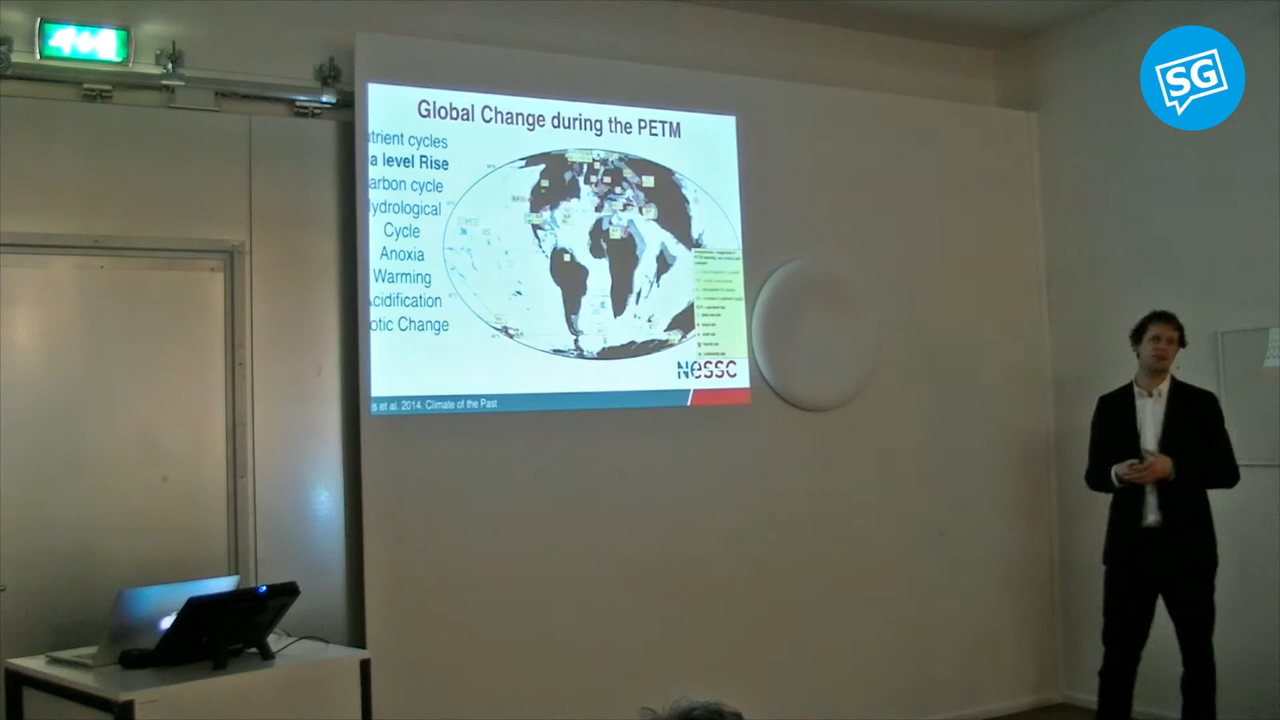 SG
Global Change during the PETM
trient cycles
a level Rise
arbon cycle
ydrological
Cycle
Anoxia
Warming
cidification
otic Change
NESSC
s et al. 2014. Climate of the Past